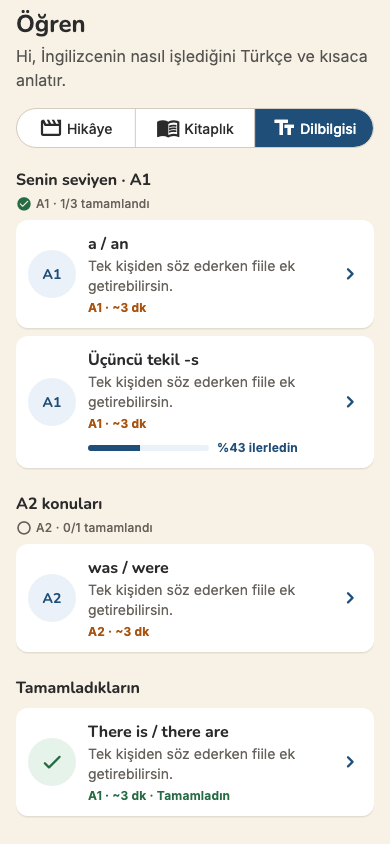 Öğren
Hi, İngilizcenin nasıl işlediğini Türkçe ve kısaca
anlatır.
Hikâye
Kitaplık
Dilbilgisi
Senin seviyen · A1
A1 · 1/3 tamamlandı
A1
a / an
Tek kişiden söz ederken fiile ek
getirebilirsin.
A1 · ~3 dk
A1
Üçüncü tekil -s
Tek kişiden söz ederken fiile ek
getirebilirsin.
A1 · ~3 dk
%43 ilerledin
A2 konuları
A2 · 0/1 tamamlandı
A2
was / were
Tek kişiden söz ederken fiile ek
getirebilirsin.
A2 · ~3 dk
Tamamladıkların
There is / there are
Tek kişiden söz ederken fiile ek
getirebilirsin.
A1 · ~3 dk · Tamamladın